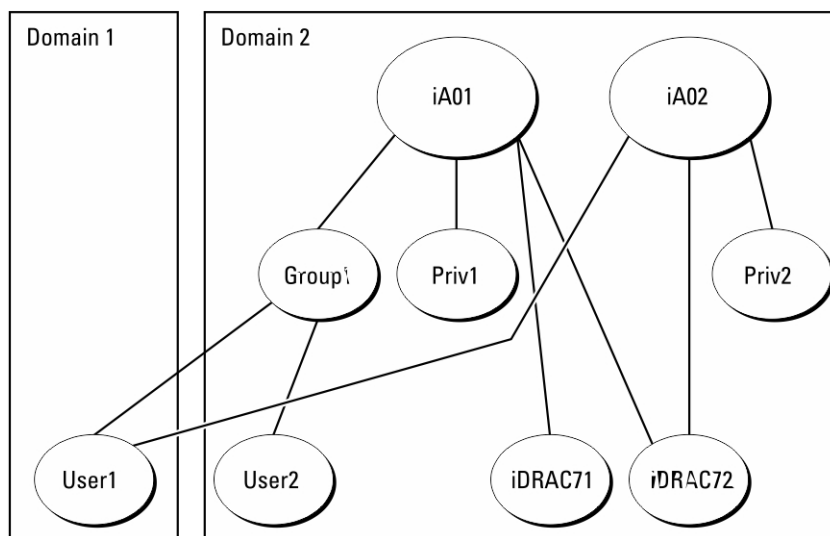 Domain 1
Domain 2
iA01
iA02
Group1
Priv1
Priv2
User1
User2
iDRAC71
iDRAC72